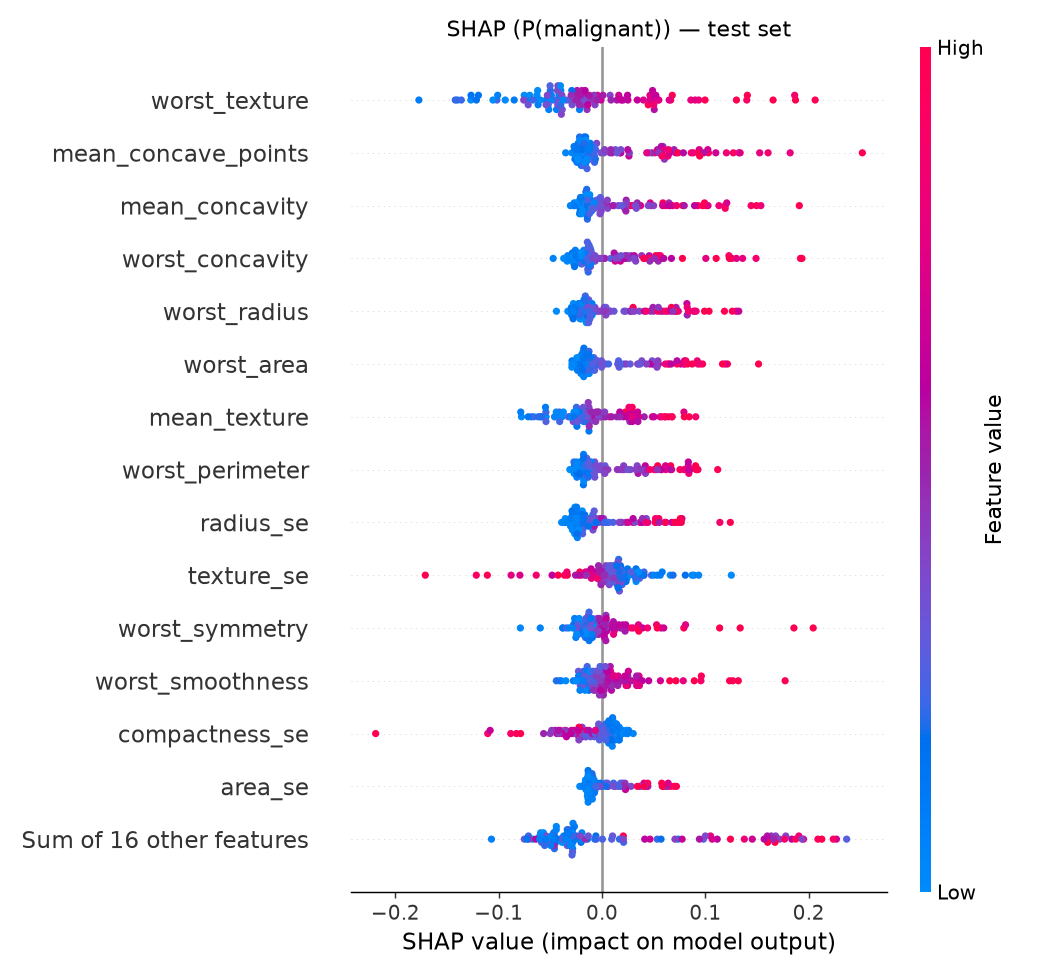 SHAP (P(malignant)) — test set
High
worst_texture
mean_concave_points
mean_concavity
worst_concavity
worst_radius
worst_area
mean_texture
worst_perimeter
radius_se
texture_se
worst_symmetry
worst_smoothness
compactness_se
area_se
Sum of 16 other features
Feature value
Low
−0.2 −0.1 0.0 0.1 0.2
SHAP value (impact on model output)